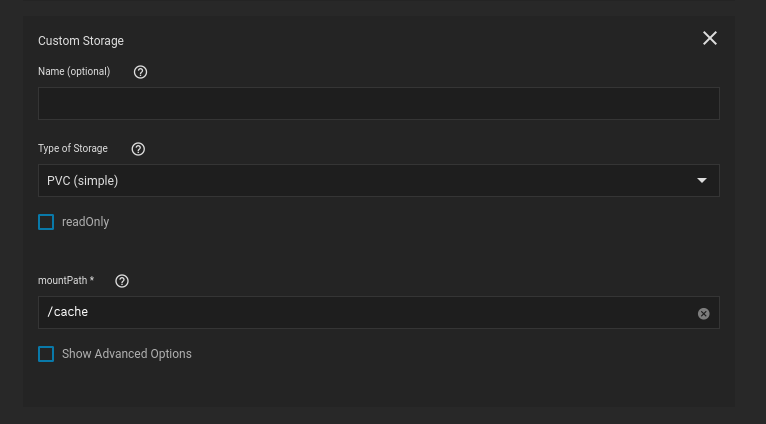 Custom Storage
Name (optional)
Type of Storage
PVC (simple)
readOnly
mountPath *
/cache
Show Advanced Options